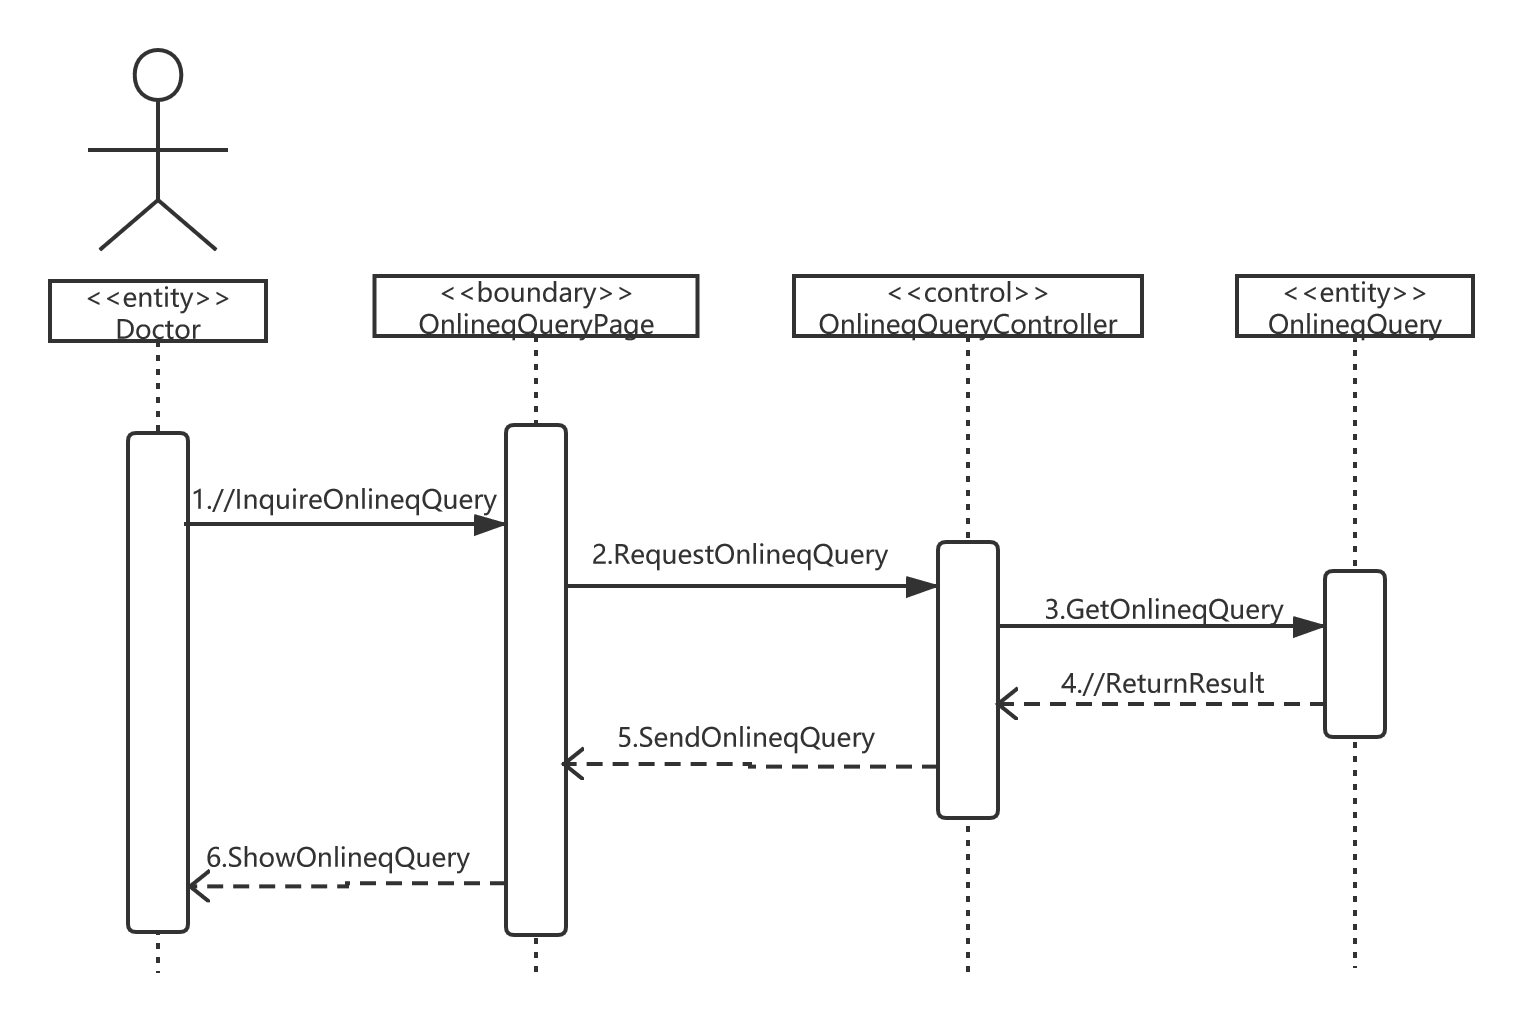 <<entity>>
Doctor
<<boundary>>
OnlineqQueryPage
<<control>>
OnlineqQueryController
<<entity>>
OnlineqQuery
1.//InquireOnlineqQuery
2.RequestOnlineqQuery
3.GetOnlineqQuery
4.//ReturnResult
5.SendOnlineqQuery
6.ShowOnlineqQuery